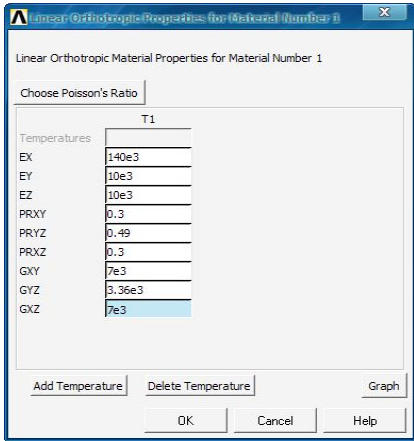 Linear Orthotropic Properties for Material Number 1
Linear Orthotropic Material Properties for Material Number 1
Choose Poisson's Ratio
T1
Temperatures
EX 140e3
EY 10e3
EZ 10e3
PRXY 0.3
PRYZ 0.49
PRXZ 0.3
GXY 7e3
GYZ 3.36e3
GXZ 7e3
Add Temperature Delete Temperature Graph
OK Cancel Help